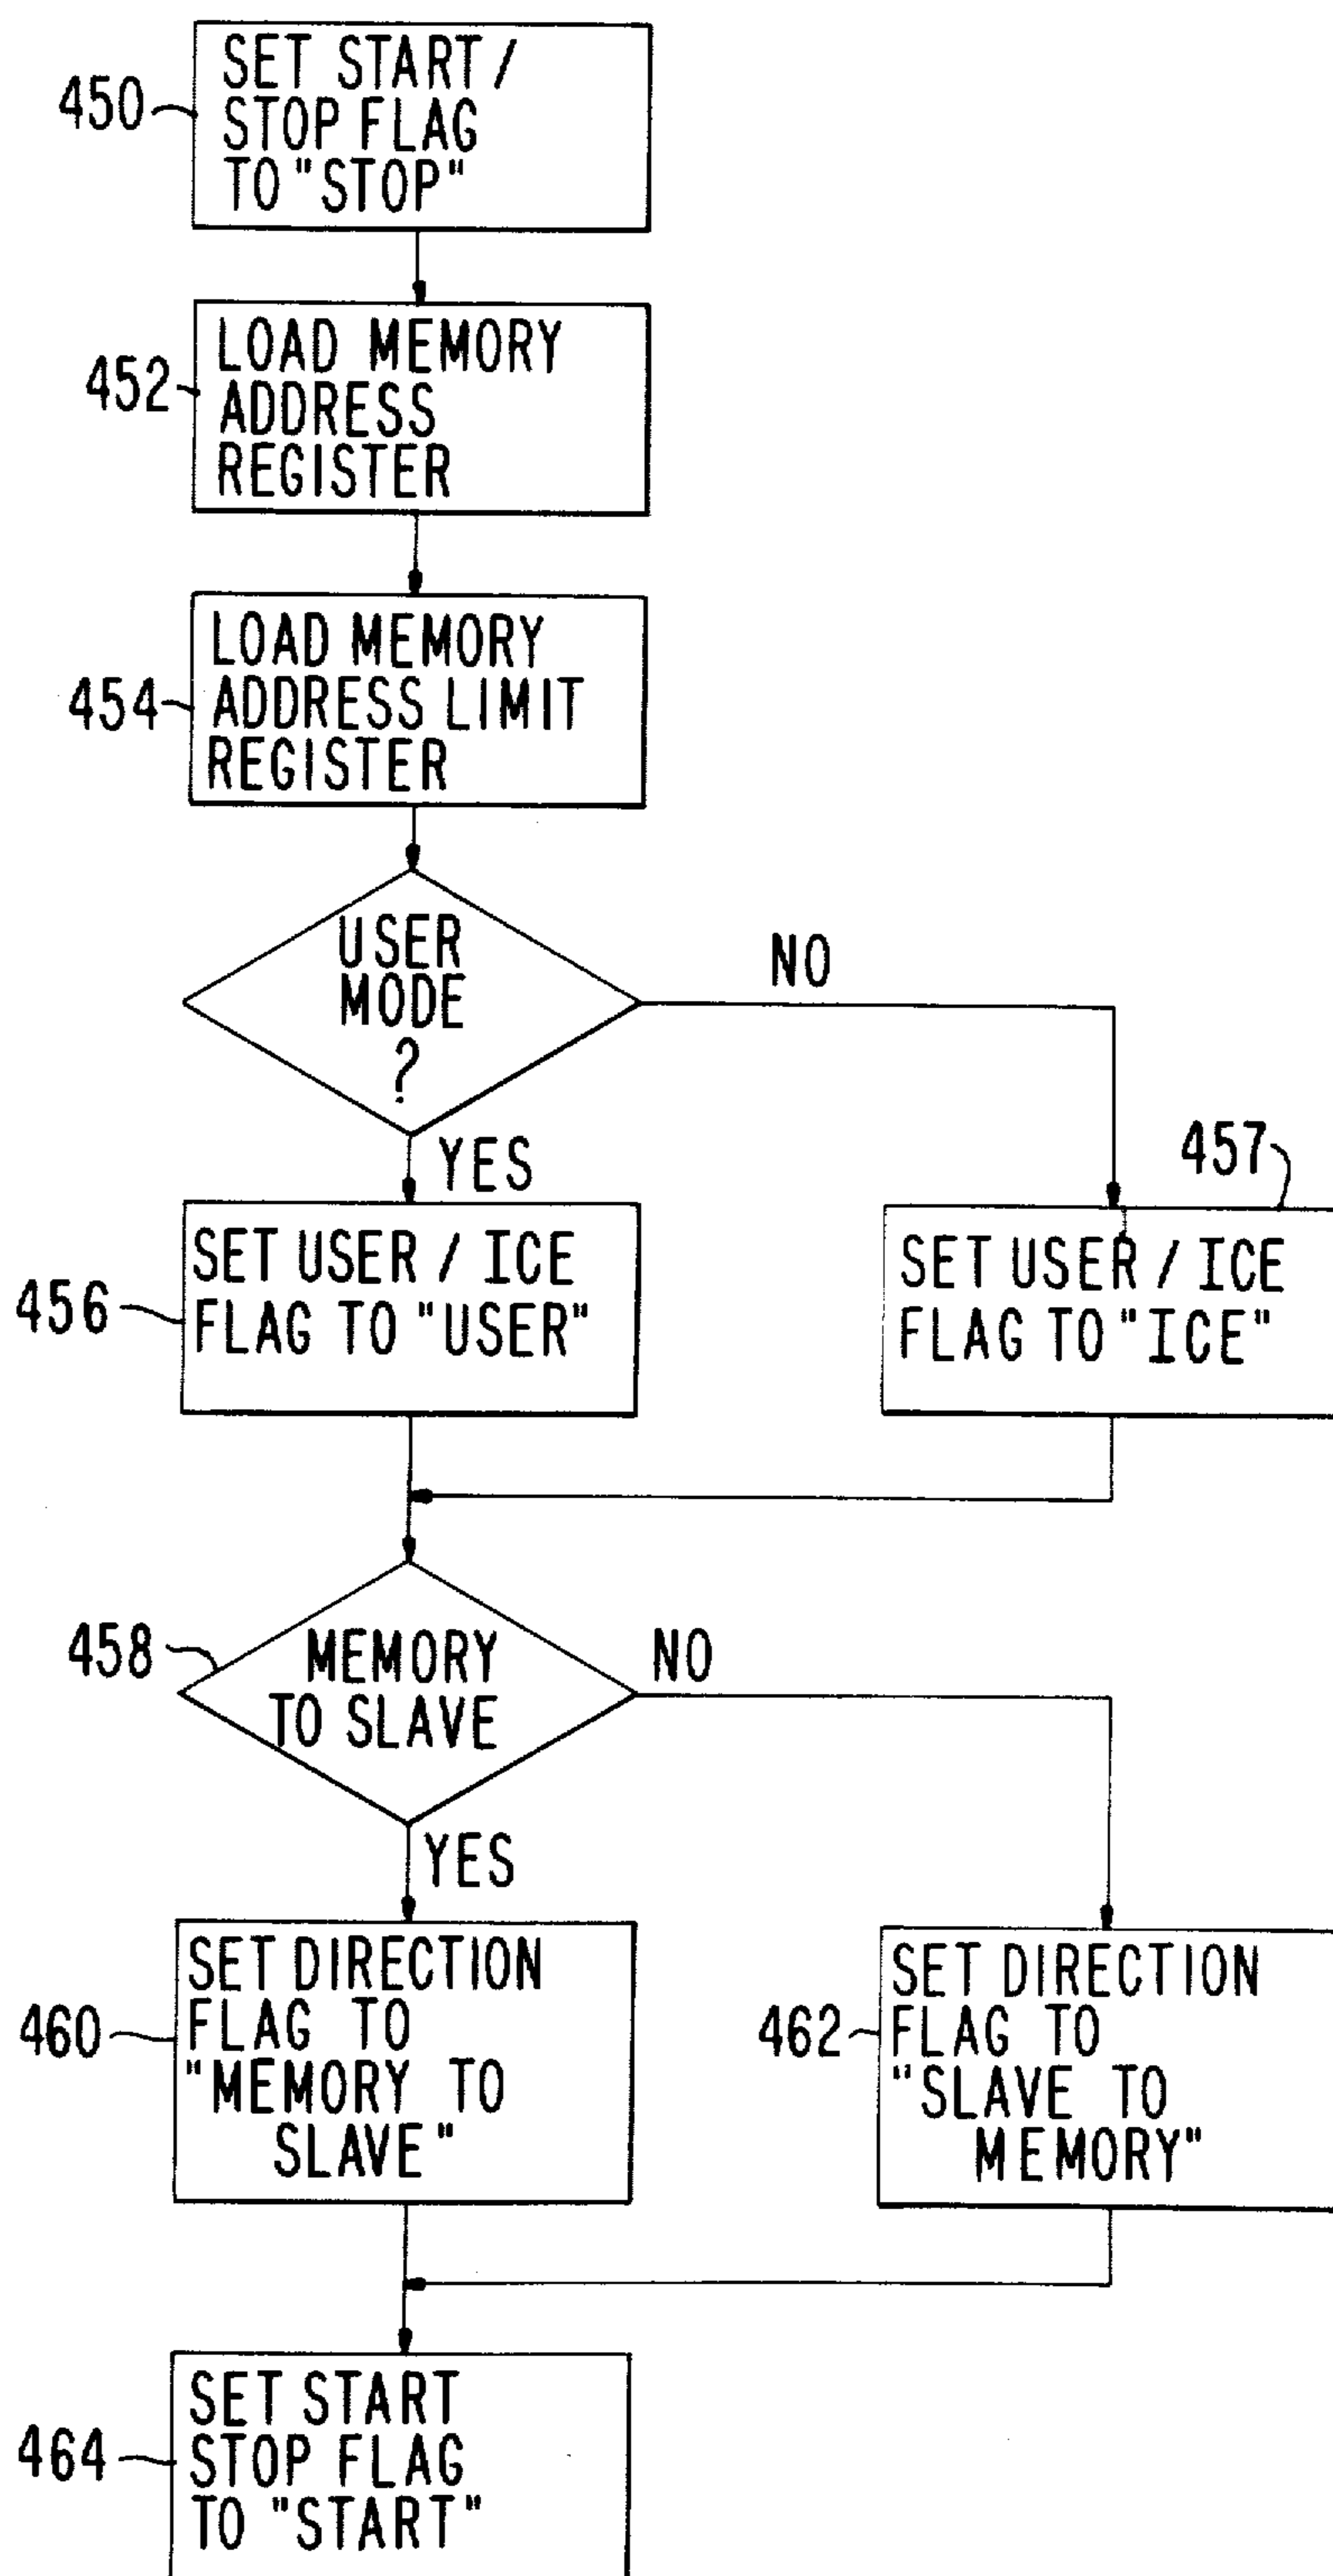 450
SET START /
STOP FLAG
TO "STOP"
452
LOAD MEMORY
ADDRESS
REGISTER
454
LOAD MEMORY
ADDRESS LIMIT
REGISTER
USER
MODE
?
NO
YES
456
SET USER / ICE
FLAG TO "USER"
457
SET USER / ICE
FLAG TO "ICE"
458
MEMORY
TO SLAVE
NO
YES
460
SET DIRECTION
FLAG TO
"MEMORY TO
SLAVE"
462
SET DIRECTION
FLAG TO
"SLAVE TO
MEMORY"
464
SET START
STOP FLAG
TO "START"